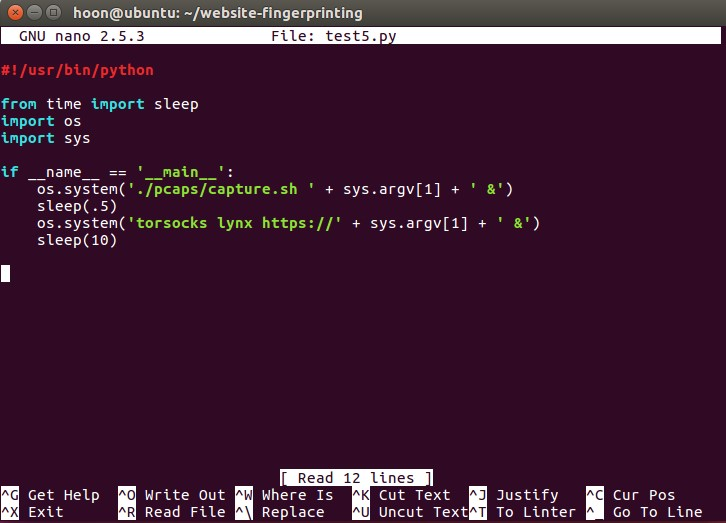 hoon@ubuntu: ~/website-fingerprinting
GNU nano 2.5.3 File: test5.py
#!/usr/bin/python
from time import sleep
import os
import sys
if __name__ == '__main__':
    os.system('./pcaps/capture.sh ' + sys.argv[1] + ' &')
    sleep(.5)
    os.system('torsocks lynx https://' + sys.argv[1] + ' &')
    sleep(10)
[ Read 12 lines ]
^G Get Help ^O Write Out ^W Where Is ^K Cut Text ^J Justify ^C Cur Pos
^X Exit ^R Read File ^\ Replace ^U Uncut Text ^T To Linter ^_ Go To Line